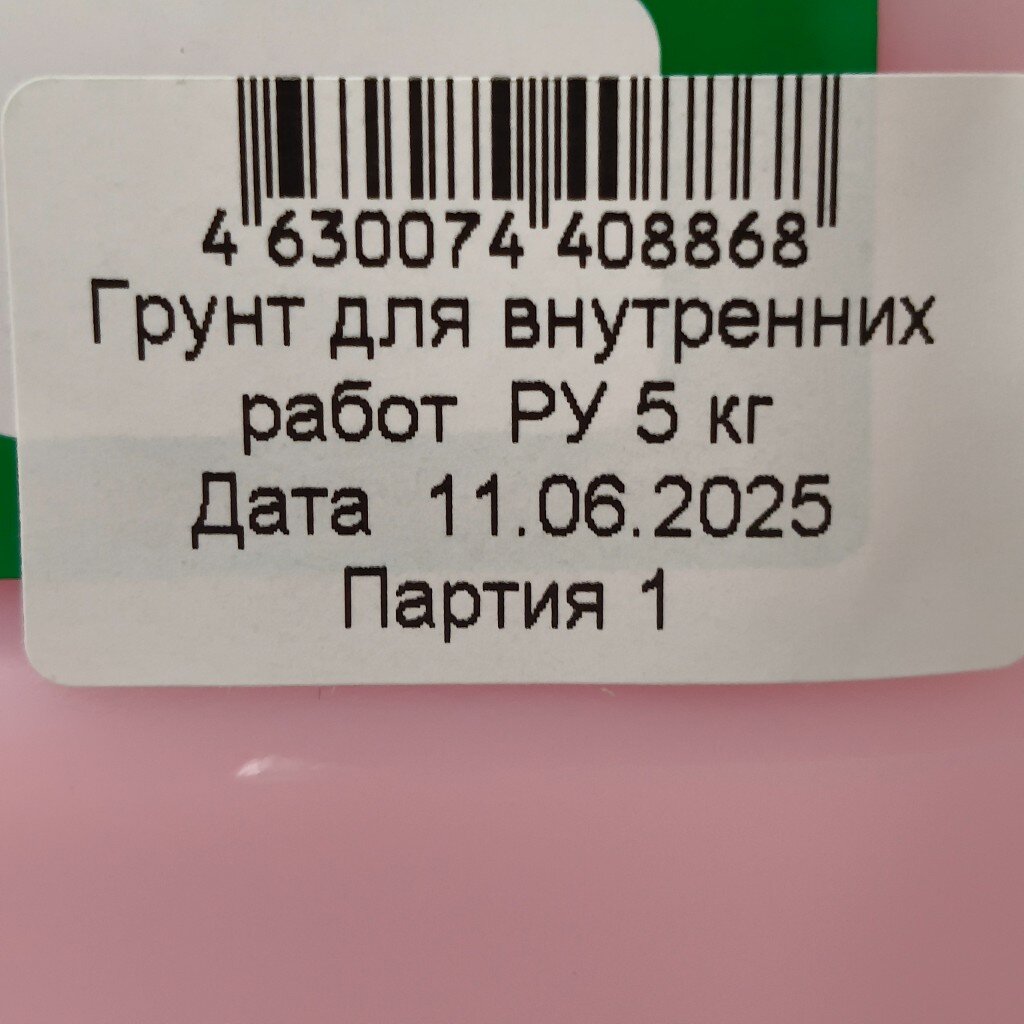 4 630074 408868
Грунт для внутренних
работ РУ 5 кг
Дата 11.06.2025
Партия 1